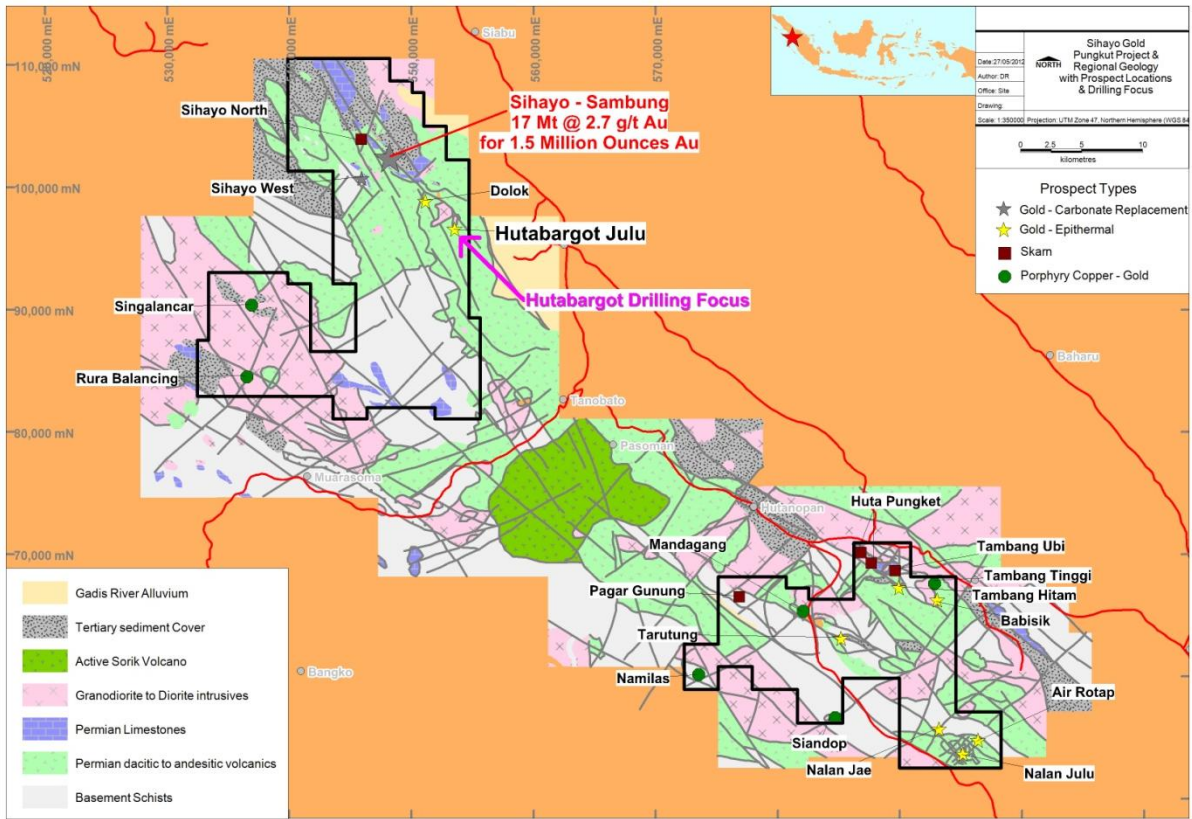 520,000 mE
530,000 mE
540,000 mE
550,000 mE
560,000 mE
570,000 mE
110,000 mN
100,000 mN
90,000 mN
80,000 mN
70,000 mN
Siabu
Sihayo North
Sihayo - Sambung
17 Mt @ 2.7 g/t Au
for 1.5 Million Ounces Au
Sihayo West
Dolok
Hutabargot Julu
Hutabargot Drilling Focus
Singalancar
Rura Balancing
Baharu
Tanobato
Pasoman
Muarasoma
Hutanopan
Huta Pungket
Mandagang
Tambang Ubi
Tambang Tinggi
Pagar Gunung
Tambang Hitam
Babisik
Tarutung
Namilas
Air Rotap
Siandop
Nalan Jae
Nalan Julu
Bangko
Date:27/05/2012
Author: DR
Office: Site
Drawing:
Scale: 1:350000
Projection: UTM Zone 47, Northern Hemisphere (WGS 84
NORTH
Sihayo Gold
Pungkut Project &
Regional Geology
with Prospect Locations
& Drilling Focus
0 2.5 5 10
kilometres
Prospect Types
Gold - Carbonate Replacement
Gold - Epithermal
Skarn
Porphyry Copper - Gold
Gadis River Alluvium
Tertiary sediment Cover
Active Sorik Volcano
Granodiorite to Diorite intrusives
Permian Limestones
Permian dacitic to andesitic volcanics
Basement Schists